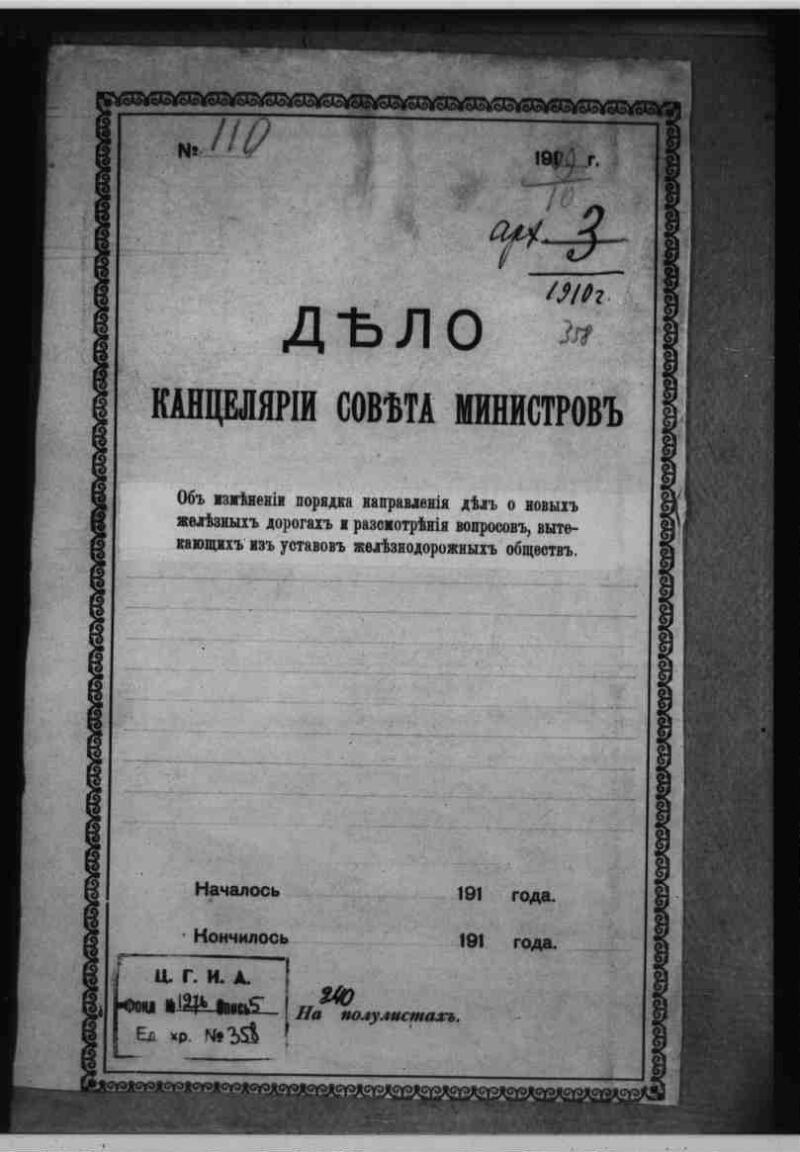 № 110
190 г.
10
арх. 3
1910 г.
358
ДѢЛО
КАНЦЕЛЯРІИ СОВѢТА МИНИСТРОВЪ
Объ измѣненіи порядка направленія дѣлъ о новыхъ
желѣзныхъ дорогахъ и разсмотрѣнія вопросовъ, выте-
кающихъ изъ уставовъ желѣзнодорожныхъ обществъ.
Началось 191 года.
Кончилось 191 года.
Ц. Г. И. А.
Фонд № 1276 Опись 5
Ед. хр. № 358
На 240 полулистахъ.